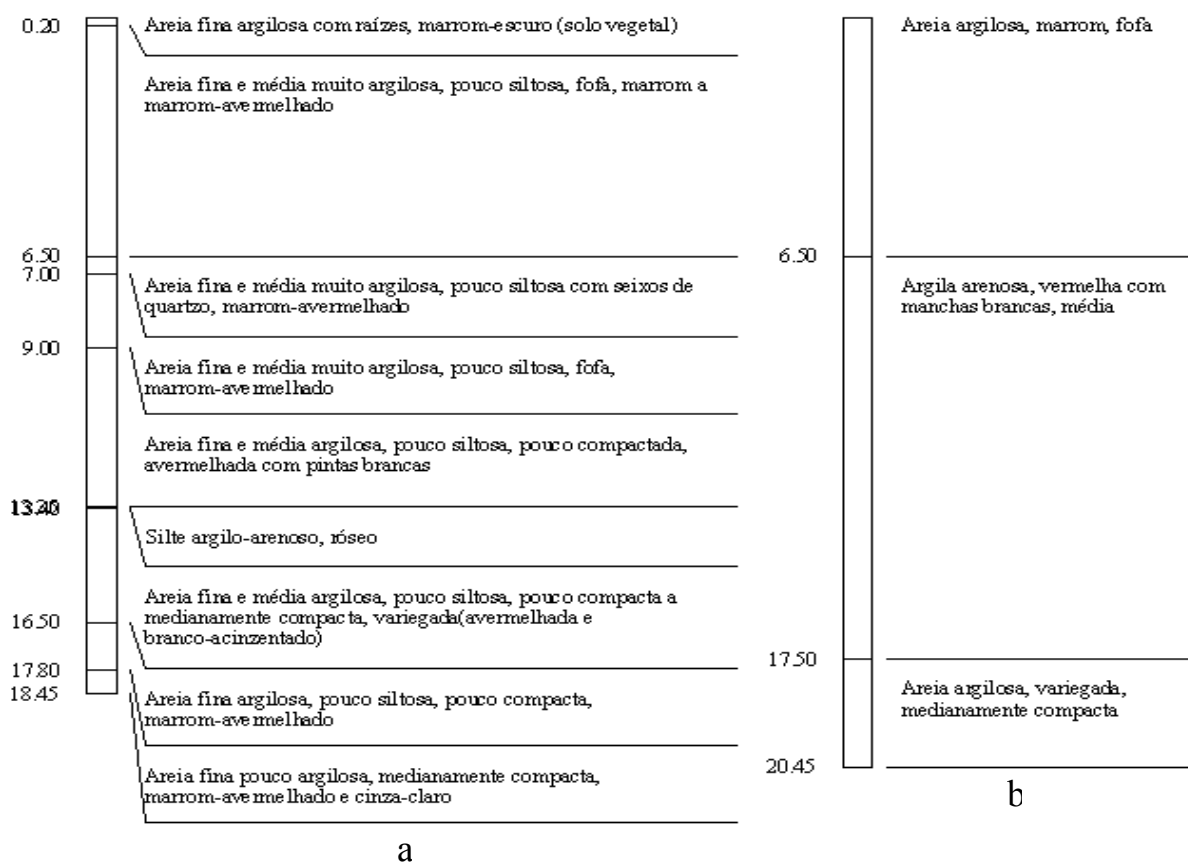 0.20
Areia fina argilosa com raízes, marrom-escuro (solo vegetal)
Areia fina e média muito argilosa, pouco siltosa, fofa, marrom a
marrom-avermelhado
6.50
7.00
Areia fina e média muito argilosa, pouco siltosa com seixos de
quartzo, marrom-avermelhado
9.00
Areia fina e média muito argilosa, pouco siltosa, fofa,
marrom-avermelhado
Areia fina e média argilosa, pouco siltosa, pouco compactada,
avermelhada com pintas brancas
13.40
Silte argilo-arenoso, róseo
Areia fina e média argilosa, pouco siltosa, pouco compacta a
medianamente compacta, variegada(avermelhada e
branco-acinzentado)
16.50
17.80
18.45
Areia fina argilosa, pouco siltosa, pouco compacta,
marrom-avermelhado
Areia fina pouco argilosa, medianamente compacta,
marrom-avermelhado e cinza-claro
a
Areia argilosa, marrom, fofa
6.50
Argila arenosa, vermelha com
manchas brancas, média
17.50
Areia argilosa, variegada,
medianamente compacta
20.45
b